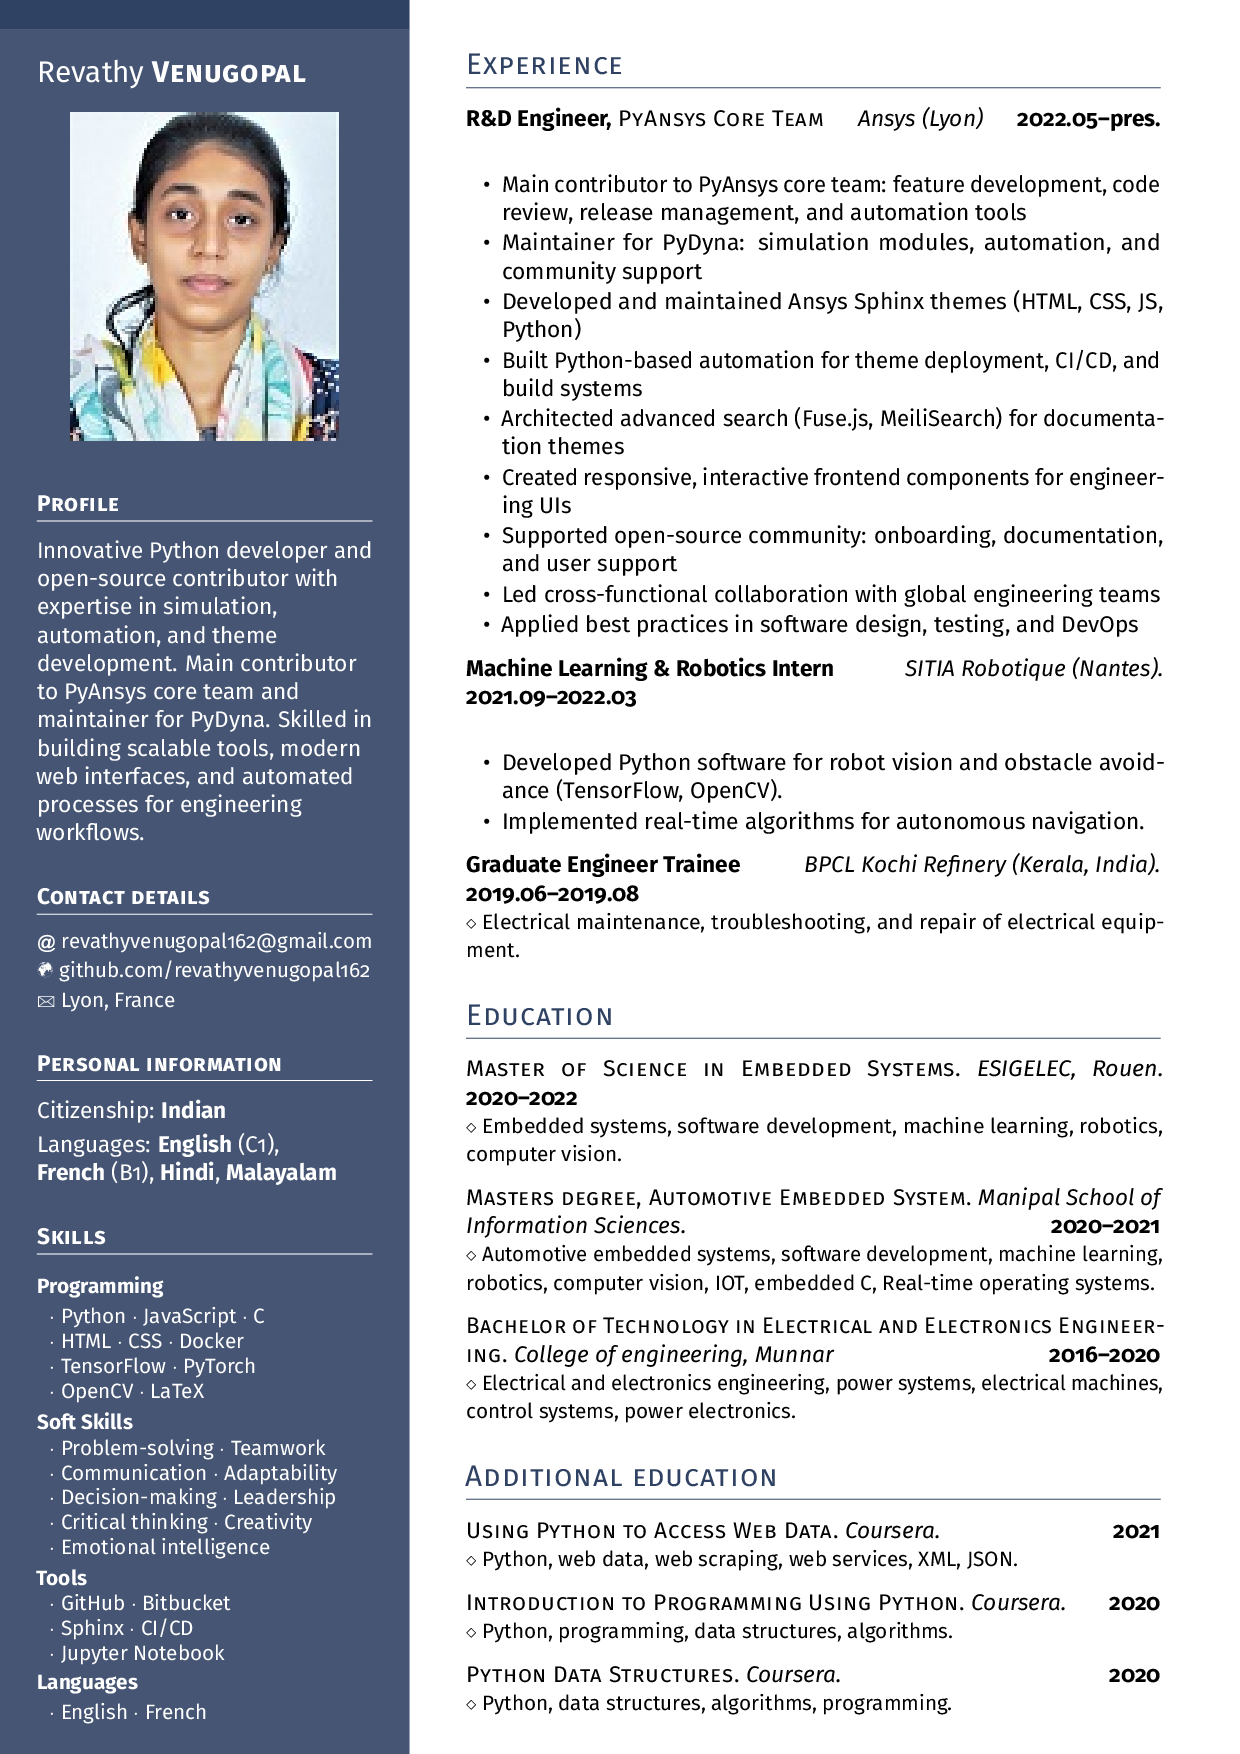 Revathy VENUGOPAL
PROFILE
Innovative Python developer and
open-source contributor with
expertise in simulation,
automation, and theme
development. Main contributor
to PyAnsys core team and
maintainer for PyDyna. Skilled in
building scalable tools, modern
web interfaces, and automated
processes for engineering
workflows.
CONTACT DETAILS
@ revathyvenugopal162@gmail.com
github.com/revathyvenugopal162
Lyon, France
PERSONAL INFORMATION
Citizenship: Indian
Languages: English (C1),
French (B1), Hindi, Malayalam
SKILLS
Programming
· Python · JavaScript · C
· HTML · CSS · Docker
· TensorFlow · PyTorch
· OpenCV · LaTeX
Soft Skills
· Problem-solving · Teamwork
· Communication · Adaptability
· Decision-making · Leadership
· Critical thinking · Creativity
· Emotional intelligence
Tools
· GitHub · Bitbucket
· Sphinx · CI/CD
· Jupyter Notebook
Languages
· English · French
EXPERIENCE
R&D Engineer, PYANSYS CORE TEAM Ansys (Lyon) 2022.05–pres.
• Main contributor to PyAnsys core team: feature development, code
review, release management, and automation tools
• Maintainer for PyDyna: simulation modules, automation, and
community support
• Developed and maintained Ansys Sphinx themes (HTML, CSS, JS,
Python)
• Built Python-based automation for theme deployment, CI/CD, and
build systems
• Architected advanced search (Fuse.js, MeiliSearch) for documenta-
tion themes
• Created responsive, interactive frontend components for engineer-
ing UIs
• Supported open-source community: onboarding, documentation,
and user support
• Led cross-functional collaboration with global engineering teams
• Applied best practices in software design, testing, and DevOps
Machine Learning & Robotics Intern SITIA Robotique (Nantes).
2021.09–2022.03
• Developed Python software for robot vision and obstacle avoid-
ance (TensorFlow, OpenCV).
• Implemented real-time algorithms for autonomous navigation.
Graduate Engineer Trainee BPCL Kochi Refinery (Kerala, India).
2019.06–2019.08
⋄ Electrical maintenance, troubleshooting, and repair of electrical equip-
ment.
EDUCATION
MASTER OF SCIENCE IN EMBEDDED SYSTEMS. ESIGELEC, Rouen.
2020–2022
⋄ Embedded systems, software development, machine learning, robotics,
computer vision.
MASTERS DEGREE, AUTOMOTIVE EMBEDDED SYSTEM. Manipal School of
Information Sciences. 2020–2021
⋄ Automotive embedded systems, software development, machine learning,
robotics, computer vision, IOT, embedded C, Real-time operating systems.
BACHELOR OF TECHNOLOGY IN ELECTRICAL AND ELECTRONICS ENGINEER-
ING. College of engineering, Munnar 2016–2020
⋄ Electrical and electronics engineering, power systems, electrical machines,
control systems, power electronics.
ADDITIONAL EDUCATION
USING PYTHON TO ACCESS WEB DATA. Coursera. 2021
⋄ Python, web data, web scraping, web services, XML, JSON.
INTRODUCTION TO PROGRAMMING USING PYTHON. Coursera. 2020
⋄ Python, programming, data structures, algorithms.
PYTHON DATA STRUCTURES. Coursera. 2020
⋄ Python, data structures, algorithms, programming.